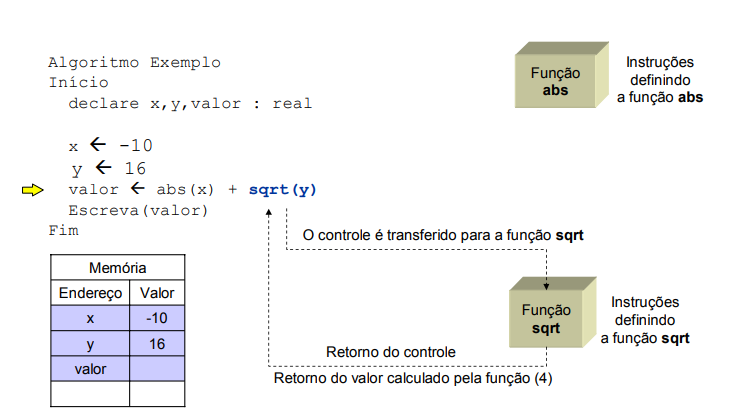 Algoritmo Exemplo
Início
declare x,y,valor : real
x ← -10
y ← 16
valor ← abs(x) + sqrt(y)
Escreva(valor)
Fim
Função
abs
Instruções
definindo
a função abs
O controle é transferido para a função sqrt
Função
sqrt
Instruções
definindo
a função sqrt
Retorno do controle
Retorno do valor calculado pela função (4)
Memória
Endereço Valor
x -10
y 16
valor